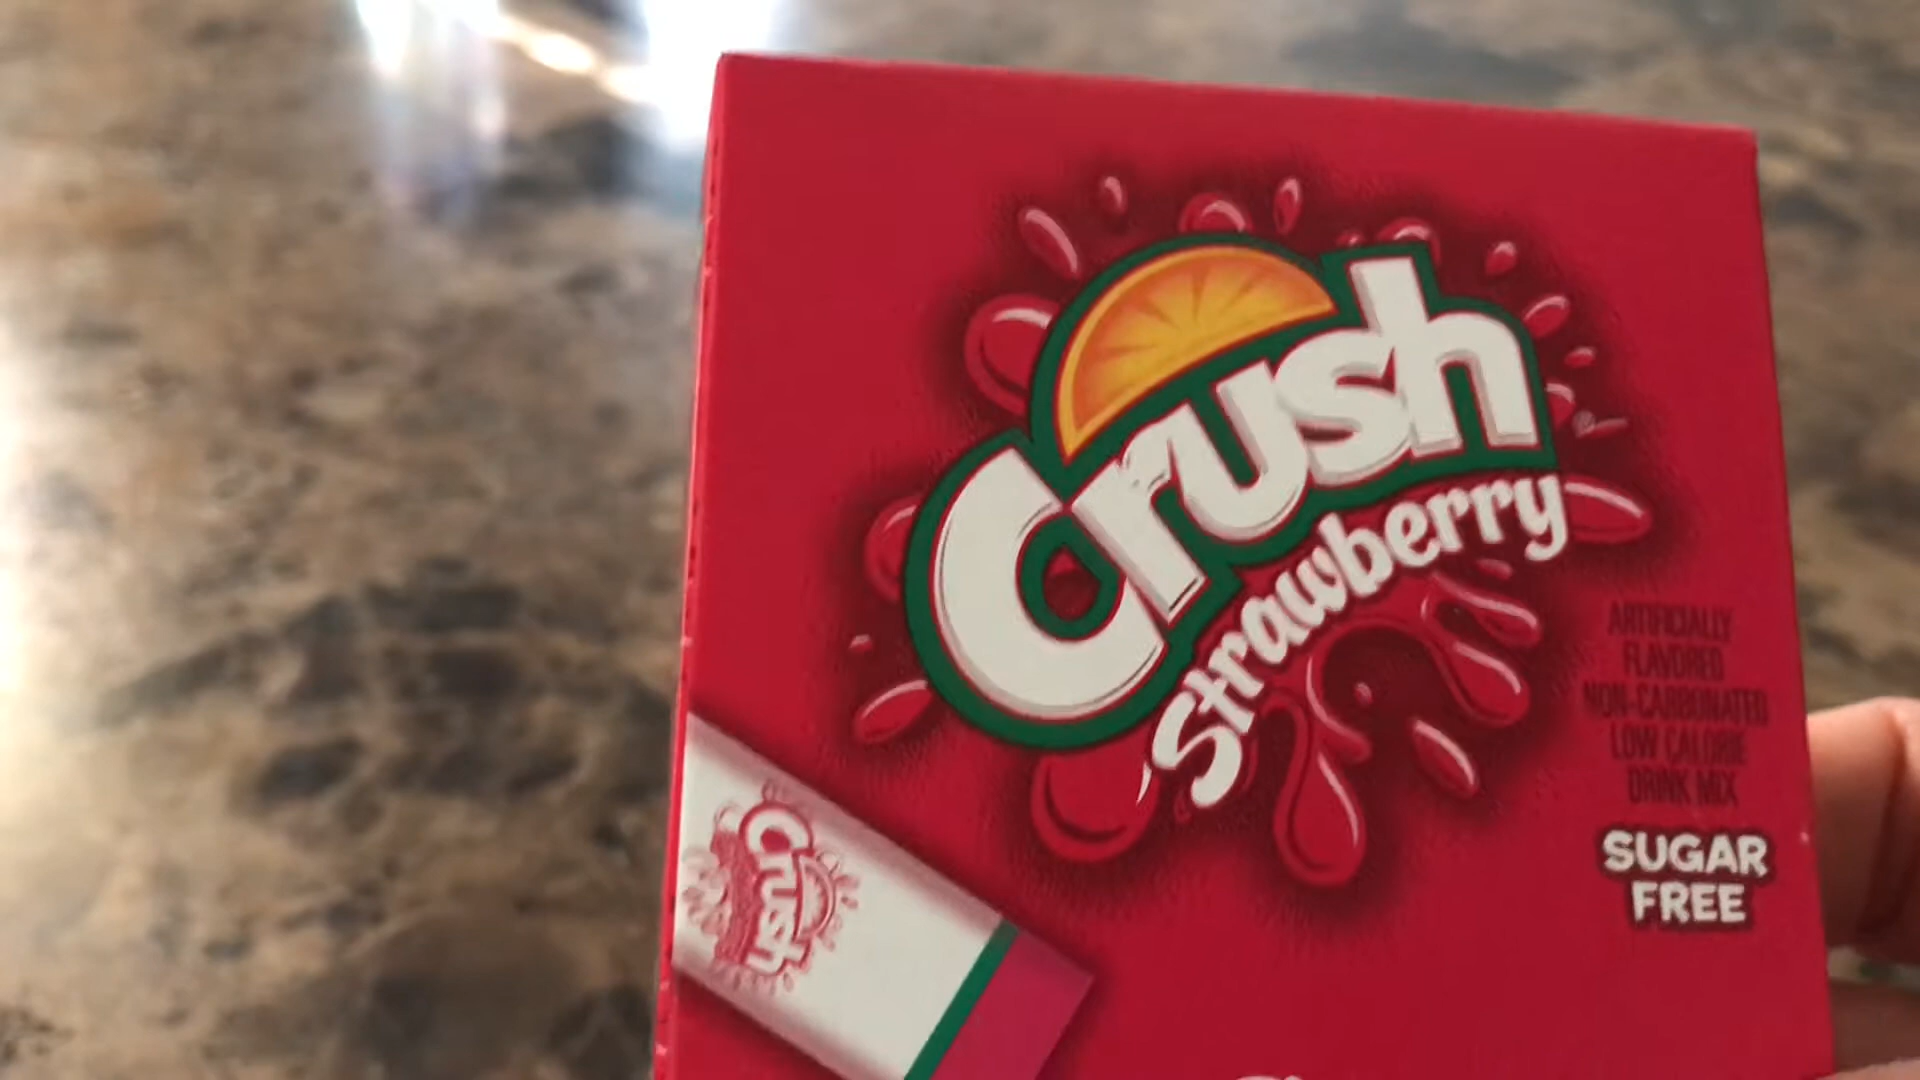 Crush
Strawberry
ARTIFICIALLY
FLAVORED
NON-CARBONATED
LOW CALORIE
DRINK MIX
SUGAR
FREE
Crush